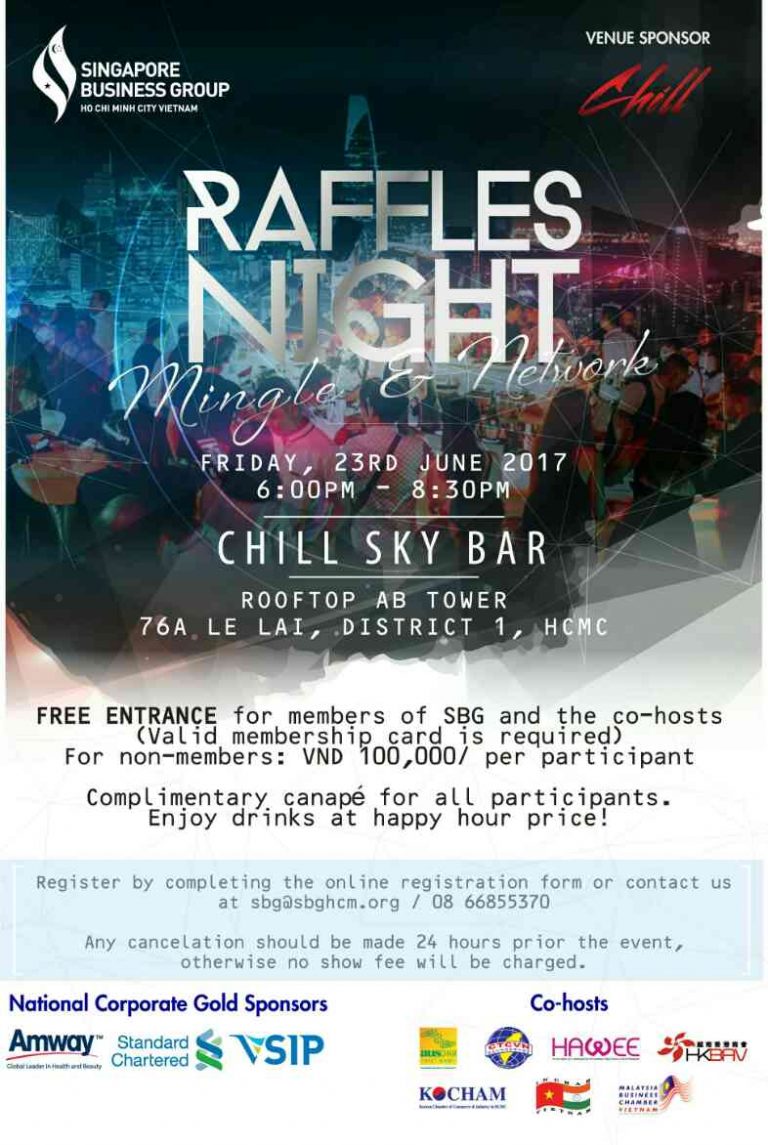 SINGAPORE
BUSINESS GROUP
HO CHI MINH CITY VIETNAM
VENUE SPONSOR
Chill
RAFFLES
NIGHT
Mingle & Network
FRIDAY, 23RD JUNE 2017
6:00PM - 8:30PM
CHILL SKY BAR
ROOFTOP AB TOWER
76A LE LAI, DISTRICT 1, HCMC
FREE ENTRANCE for members of SBG and the co-hosts
(Valid membership card is required)
For non-members: VND 100,000/ per participant
Complimentary canapé for all participants.
Enjoy drinks at happy hour price!
Register by completing the online registration form or contact us
at sbg@sbghcm.org / 08 66855370
Any cancelation should be made 24 hours prior the event,
otherwise no show fee will be charged.
National Corporate Gold Sponsors
Amway™
Global Leader in Health and Beauty
Standard
Chartered
VSIP
Co-hosts
CTCVN
HAWEE
HKBAV
KOCHAM
VIETNAM
MALAYSIA
BUSINESS
CHAMBER
VIETNAM